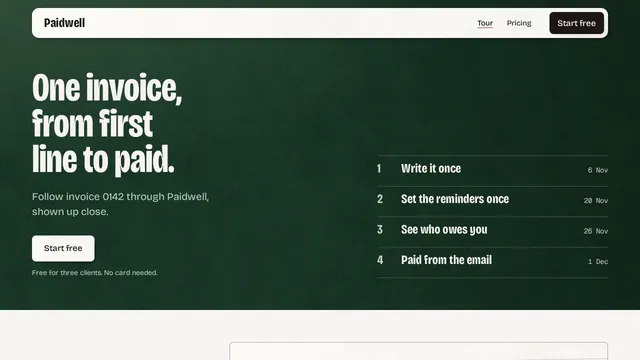 Paidwell
Tour
Pricing
Start free
One invoice,
from first
line to paid.
Follow invoice 0142 through Paidwell,
shown up close.
Start free
Free for three clients. No card needed.
1 Write it once 6 Nov
2 Set the reminders once 20 Nov
3 See who owes you 26 Nov
4 Paid from the email 1 Dec